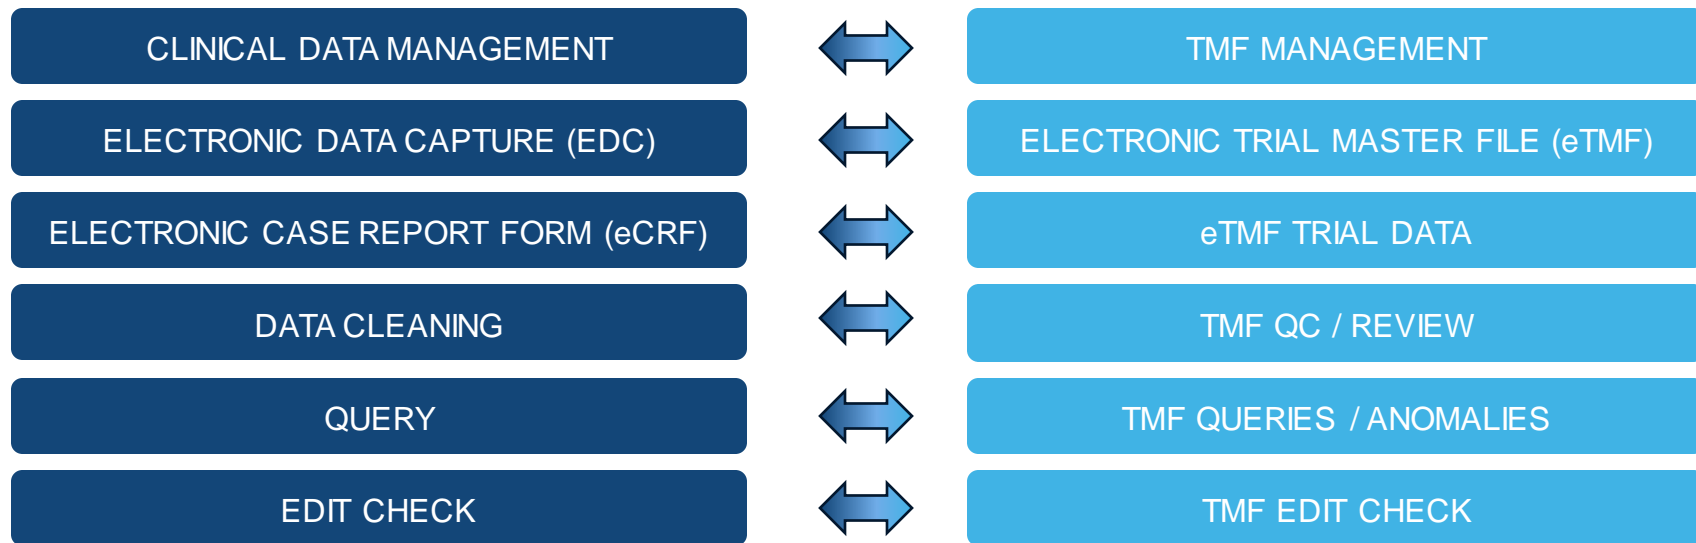 CLINICAL DATA MANAGEMENT
TMF MANAGEMENT
ELECTRONIC DATA CAPTURE (EDC)
ELECTRONIC TRIAL MASTER FILE (eTMF)
ELECTRONIC CASE REPORT FORM (eCRF)
eTMF TRIAL DATA
DATA CLEANING
TMF QC / REVIEW
QUERY
TMF QUERIES / ANOMALIES
EDIT CHECK
TMF EDIT CHECK